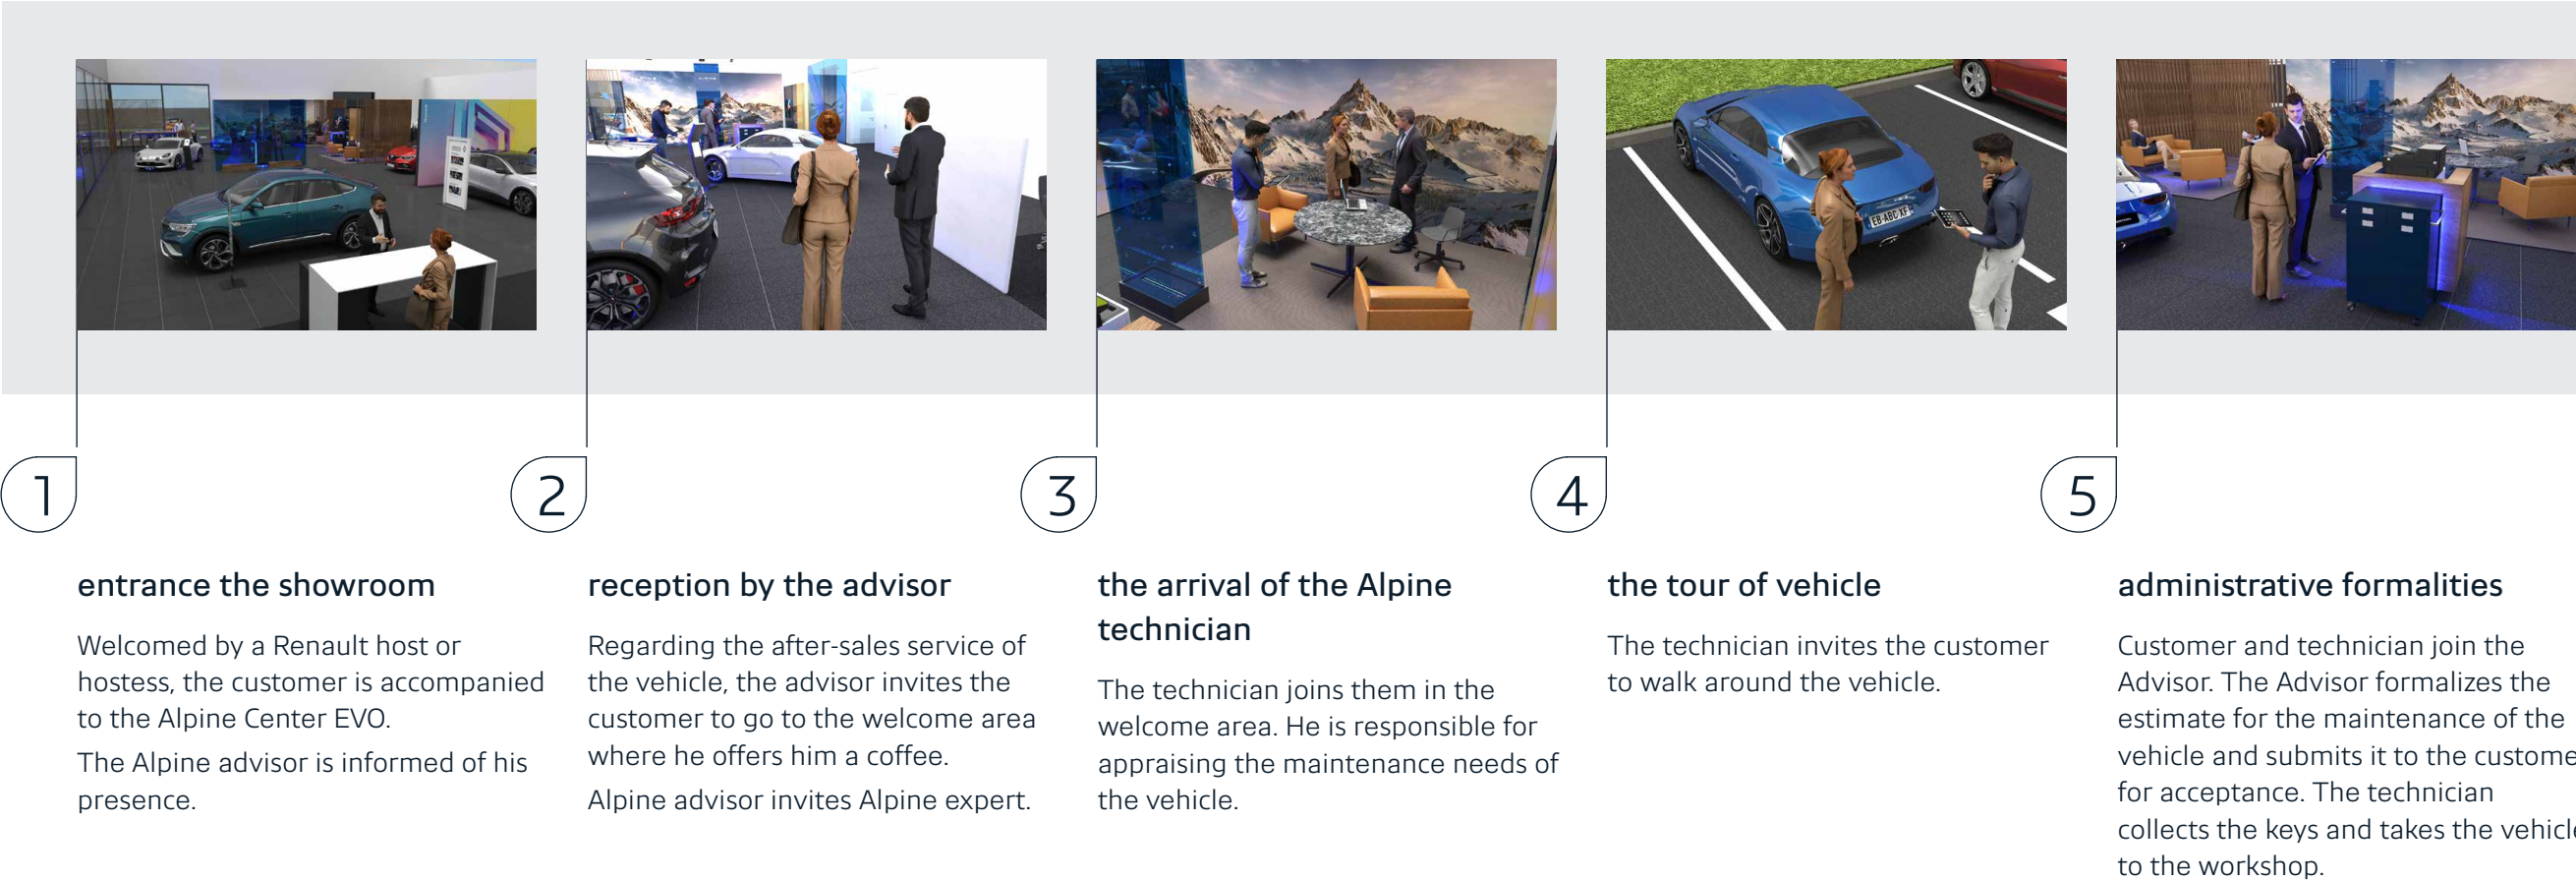 1
entrance the showroom
Welcomed by a Renault host or
hostess, the customer is accompanied
to the Alpine Center EVO.
The Alpine advisor is informed of his
presence.
2
reception by the advisor
Regarding the after-sales service of
the vehicle, the advisor invites the
customer to go to the welcome area
where he offers him a coffee.
Alpine advisor invites Alpine expert.
3
the arrival of the Alpine
technician
The technician joins them in the
welcome area. He is responsible for
appraising the maintenance needs of
the vehicle.
EB-ABC-XF
4
the tour of vehicle
The technician invites the customer
to walk around the vehicle.
5
administrative formalities
Customer and technician join the
Advisor. The Advisor formalizes the
estimate for the maintenance of the
vehicle and submits it to the custome
for acceptance. The technician
collects the keys and takes the vehicl
to the workshop.